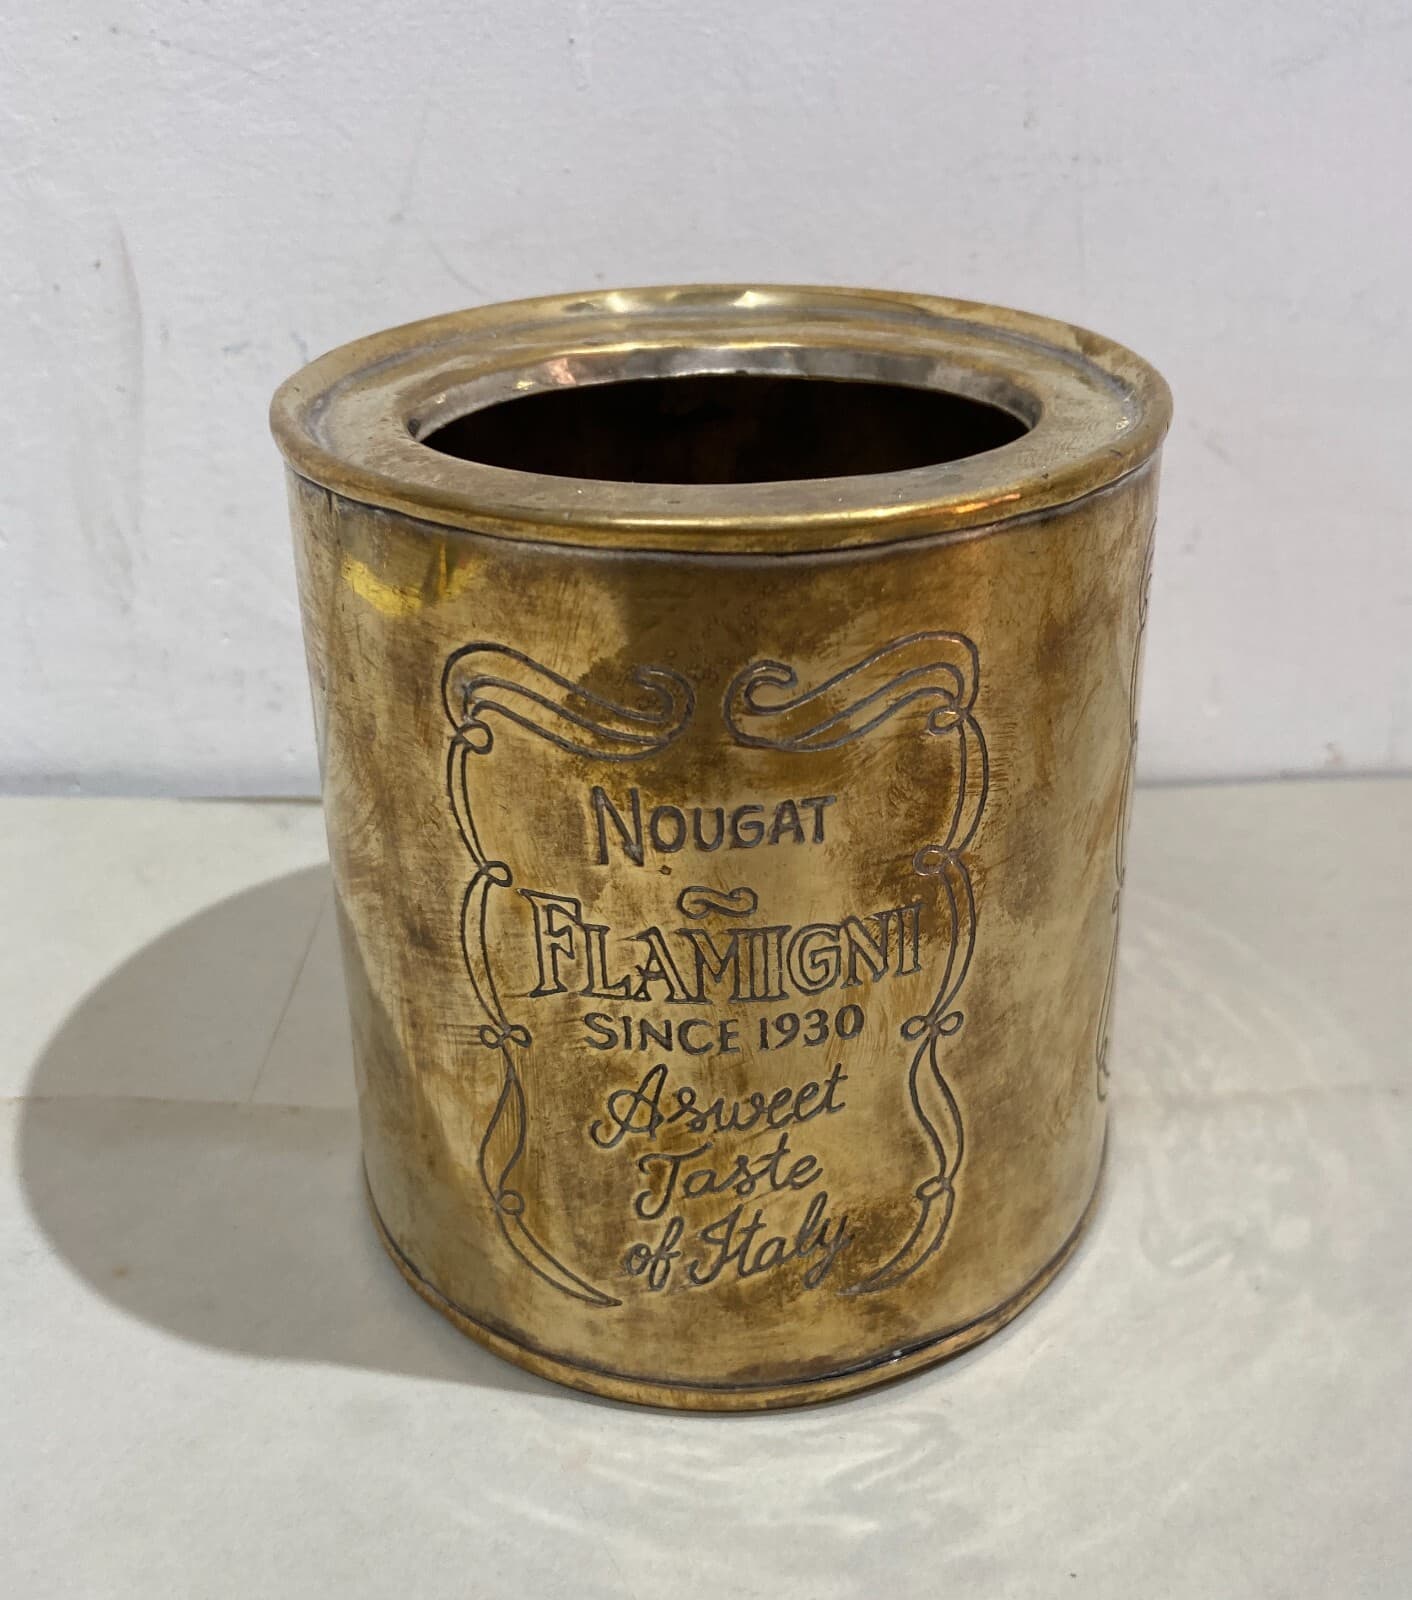 NOUGAT
FLAMIGNI
SINCE 1930
A sweet
Taste
of Italy